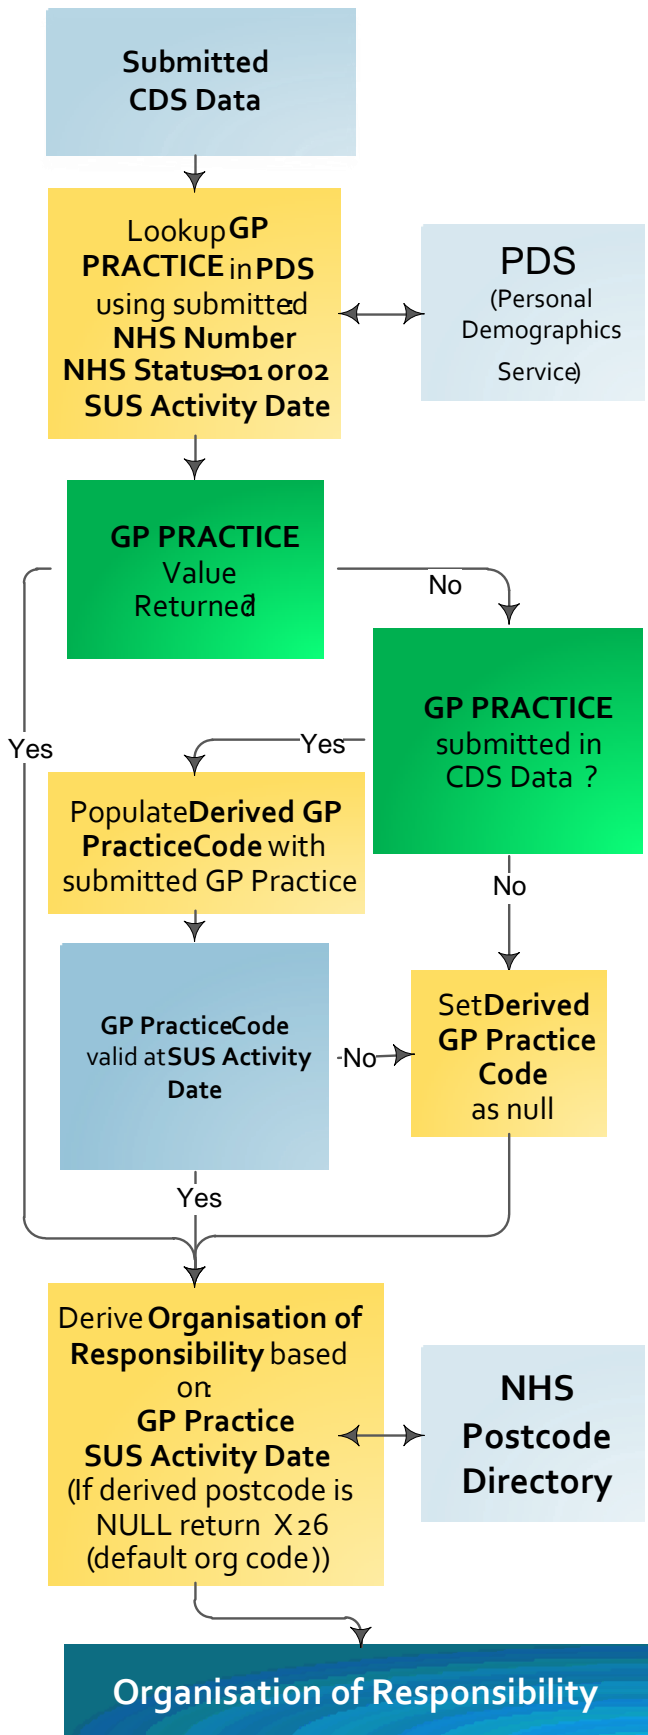 Submitted
CDS Data
Lookup GP
PRACTICE in PDS
using submitted:
NHS Number
NHS Status=01 or 02
SUS Activity Date
PDS
(Personal
Demographics
Service)
GP PRACTICE
Value
Returned?
No
GP PRACTICE
submitted in
CDS Data ?
Yes
Yes
Populate Derived GP
PracticeCode with
submitted GP Practice
No
GP PracticeCode
valid at SUS Activity
Date
No
Set Derived
GP Practice
Code
as null
Yes
Derive Organisation of
Responsibility based
on:
GP Practice
SUS Activity Date
(If derived postcode is
NULL return X26
(default org code))
NHS
Postcode
Directory
Organisation of Responsibility